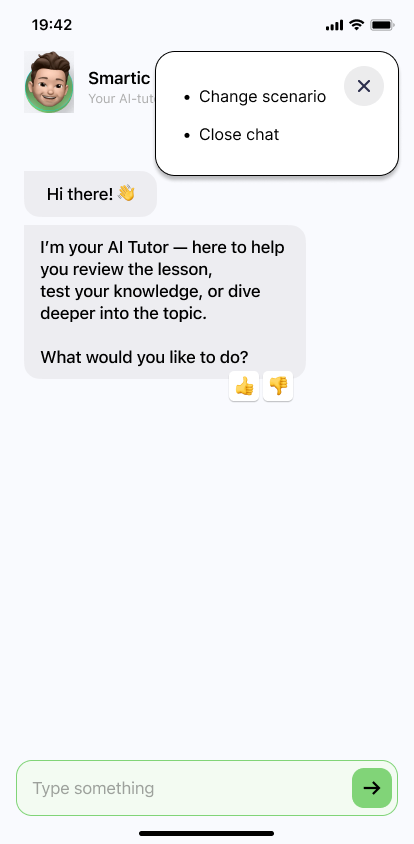 19:42
Smartic
Your AI-tut
• Change scenario
• Close chat
Hi there! 👋
I’m your AI Tutor — here to help
you review the lesson,
test your knowledge, or dive
deeper into the topic.
What would you like to do?
Type something